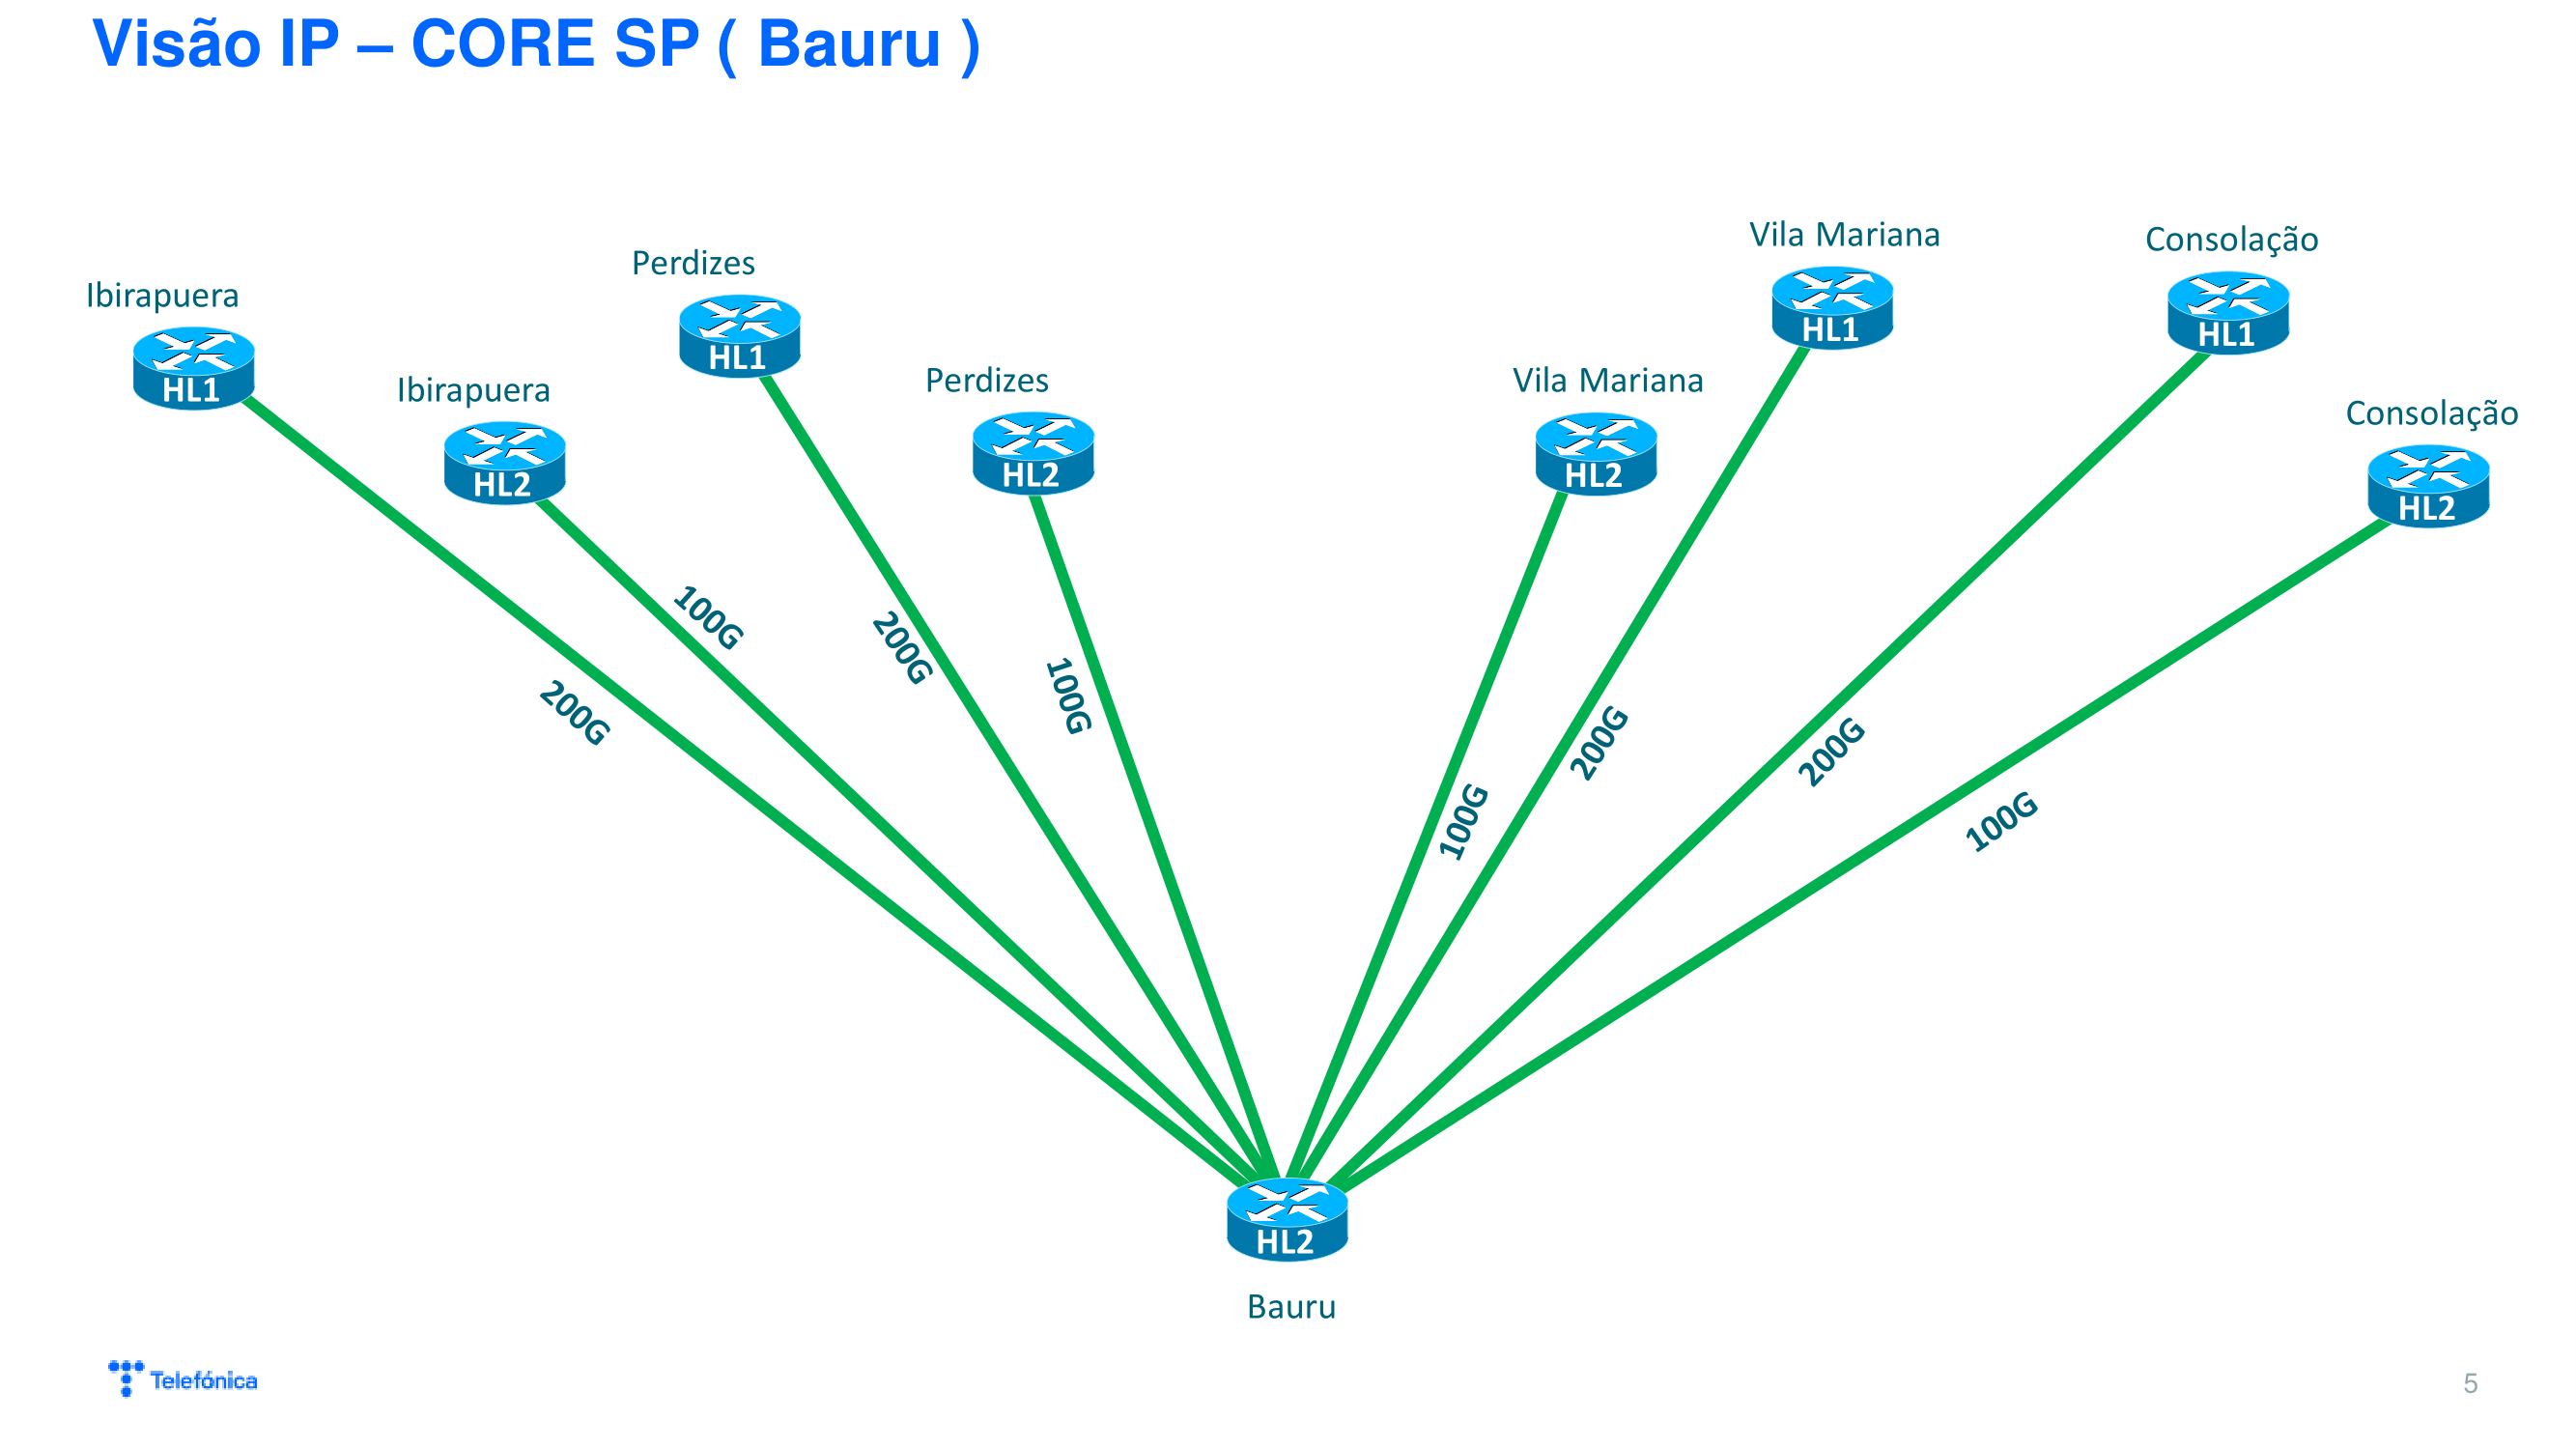 Visão IP – CORE SP ( Bauru )
Ibirapuera
HL1
Ibirapuera
HL2
Perdizes
HL1
Perdizes
HL2
Vila Mariana
HL2
Vila Mariana
HL1
Consolação
HL1
Consolação
HL2
200G
100G
200G
100G
100G
200G
200G
100G
HL2
Bauru
Telefónica
5